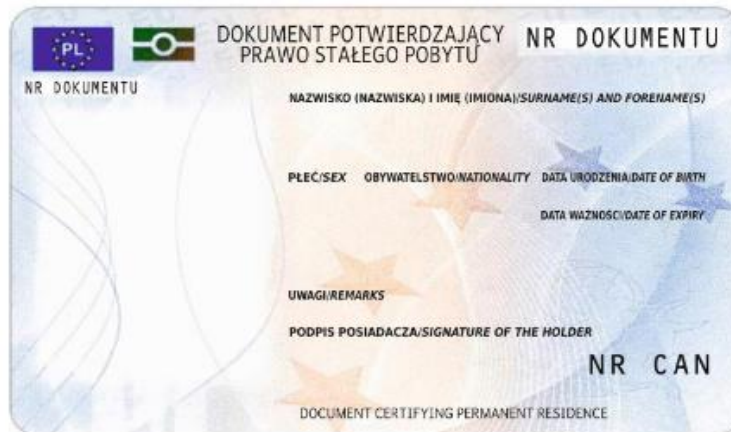 PL
DOKUMENT POTWIERDZAJĄCY
PRAWO STAŁEGO POBYTU
NR DOKUMENTU
NR DOKUMENTU
NAZWISKO (NAZWISKA) I IMIĘ (IMIONA)/SURNAME(S) AND FORENAME(S)
PŁEĆ/SEX OBYWATELSTWO/NATIONALITY DATA URODZENIA/DATE OF BIRTH
DATA WAŻNOŚCI/DATE OF EXPIRY
UWAGI/REMARKS
PODPIS POSIADACZA/SIGNATURE OF THE HOLDER
NR CAN
DOCUMENT CERTIFYING PERMANENT RESIDENCE